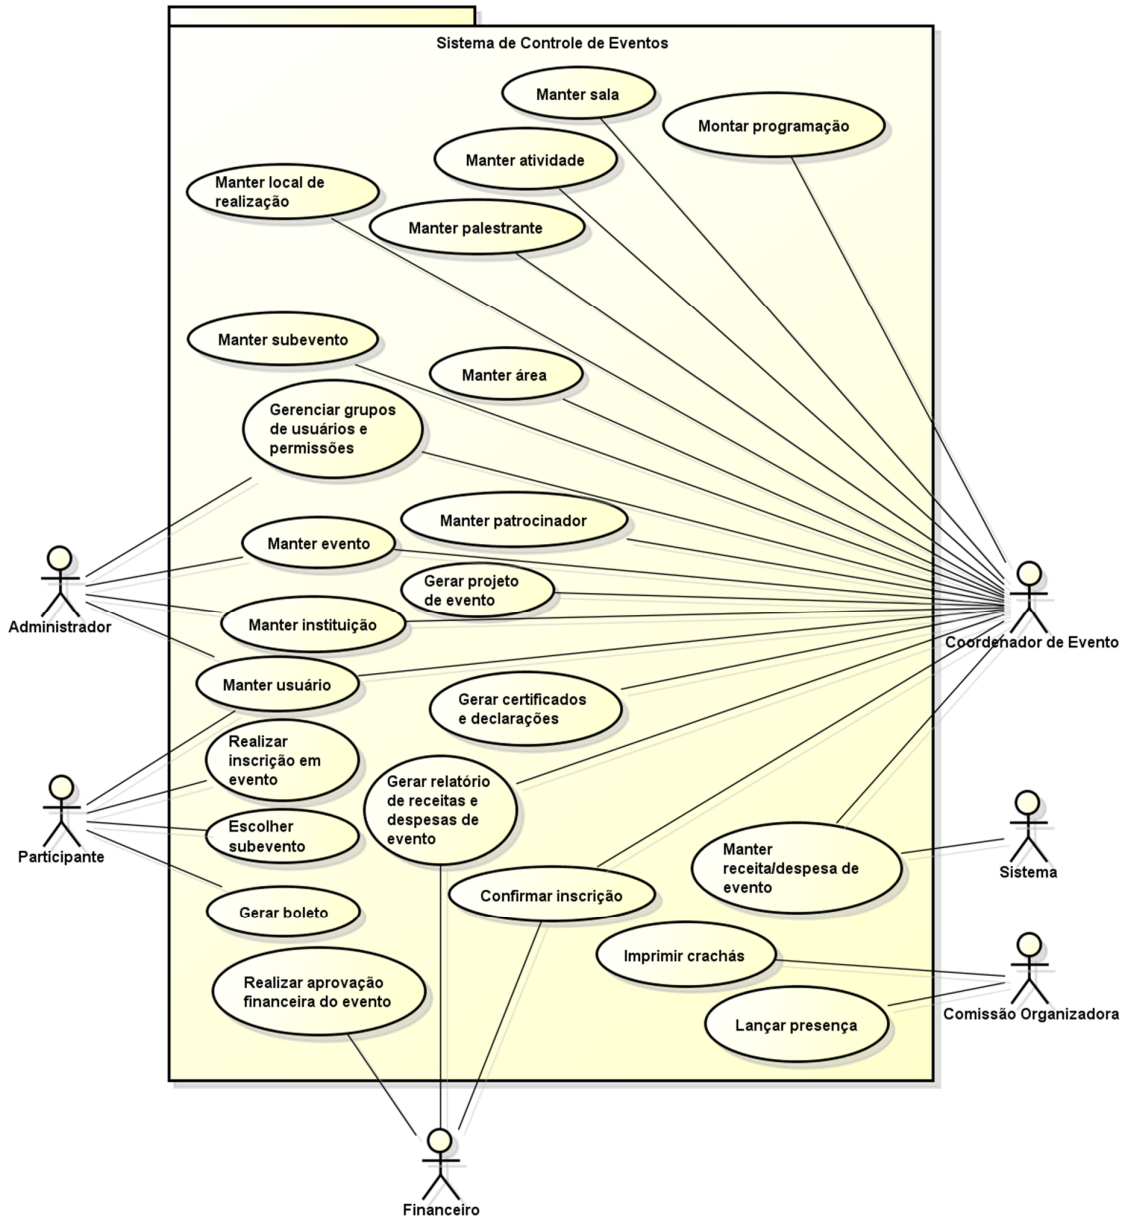 Sistema de Controle de Eventos
Manter sala
Montar programação
Manter atividade
Manter local de
realização
Manter palestrante
Manter subevento
Manter área
Gerenciar grupos
de usuários e
permissões
Manter patrocinador
Manter evento
Gerar projeto
de evento
Administrador
Manter instituição
Coordenador de Evento
Manter usuário
Gerar certificados
e declarações
Realizar
inscrição em
evento
Gerar relatório
de receitas e
despesas de
evento
Participante
Escolher
subevento
Manter
receita/despesa de
evento
Sistema
Confirmar inscrição
Gerar boleto
Imprimir crachás
Realizar aprovação
financeira do evento
Comissão Organizadora
Lançar presença
Financeiro